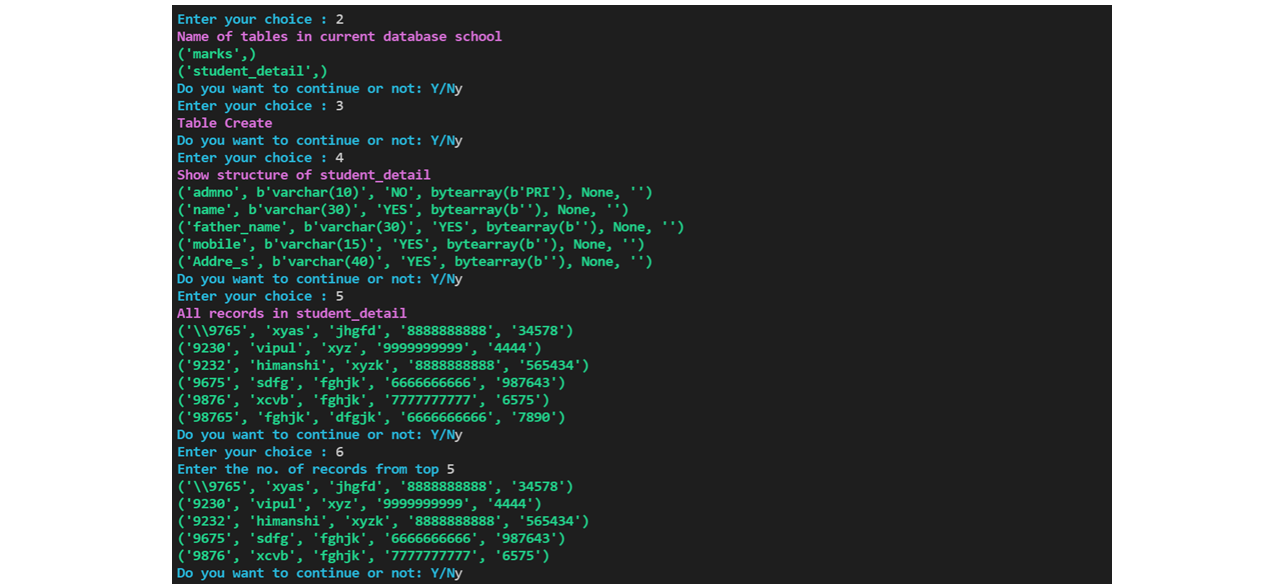 Enter your choice : 2
Name of tables in current database school
('marks',)
('student_detail',)
Do you want to continue or not: Y/Ny
Enter your choice : 3
Table Create
Do you want to continue or not: Y/Ny
Enter your choice : 4
Show structure of student_detail
('admno', b'varchar(10)', 'NO', bytearray(b'PRI'), None, '')
('name', b'varchar(30)', 'YES', bytearray(b''), None, '')
('father_name', b'varchar(30)', 'YES', bytearray(b''), None, '')
('mobile', b'varchar(15)', 'YES', bytearray(b''), None, '')
('Addre_s', b'varchar(40)', 'YES', bytearray(b''), None, '')
Do you want to continue or not: Y/Ny
Enter your choice : 5
All records in student_detail
('\\9765', 'xyas', 'jhgfd', '8888888888', '34578')
('9230', 'vipul', 'xyz', '9999999999', '4444')
('9232', 'himanshi', 'xyzk', '8888888888', '565434')
('9675', 'sdfg', 'fghjk', '6666666666', '987643')
('9876', 'xcvb', 'fghjk', '7777777777', '6575')
('98765', 'fghjk', 'dfgjk', '6666666666', '7890')
Do you want to continue or not: Y/Ny
Enter your choice : 6
Enter the no. of records from top 5
('\\9765', 'xyas', 'jhgfd', '8888888888', '34578')
('9230', 'vipul', 'xyz', '9999999999', '4444')
('9232', 'himanshi', 'xyzk', '8888888888', '565434')
('9675', 'sdfg', 'fghjk', '6666666666', '987643')
('9876', 'xcvb', 'fghjk', '7777777777', '6575')
Do you want to continue or not: Y/Ny